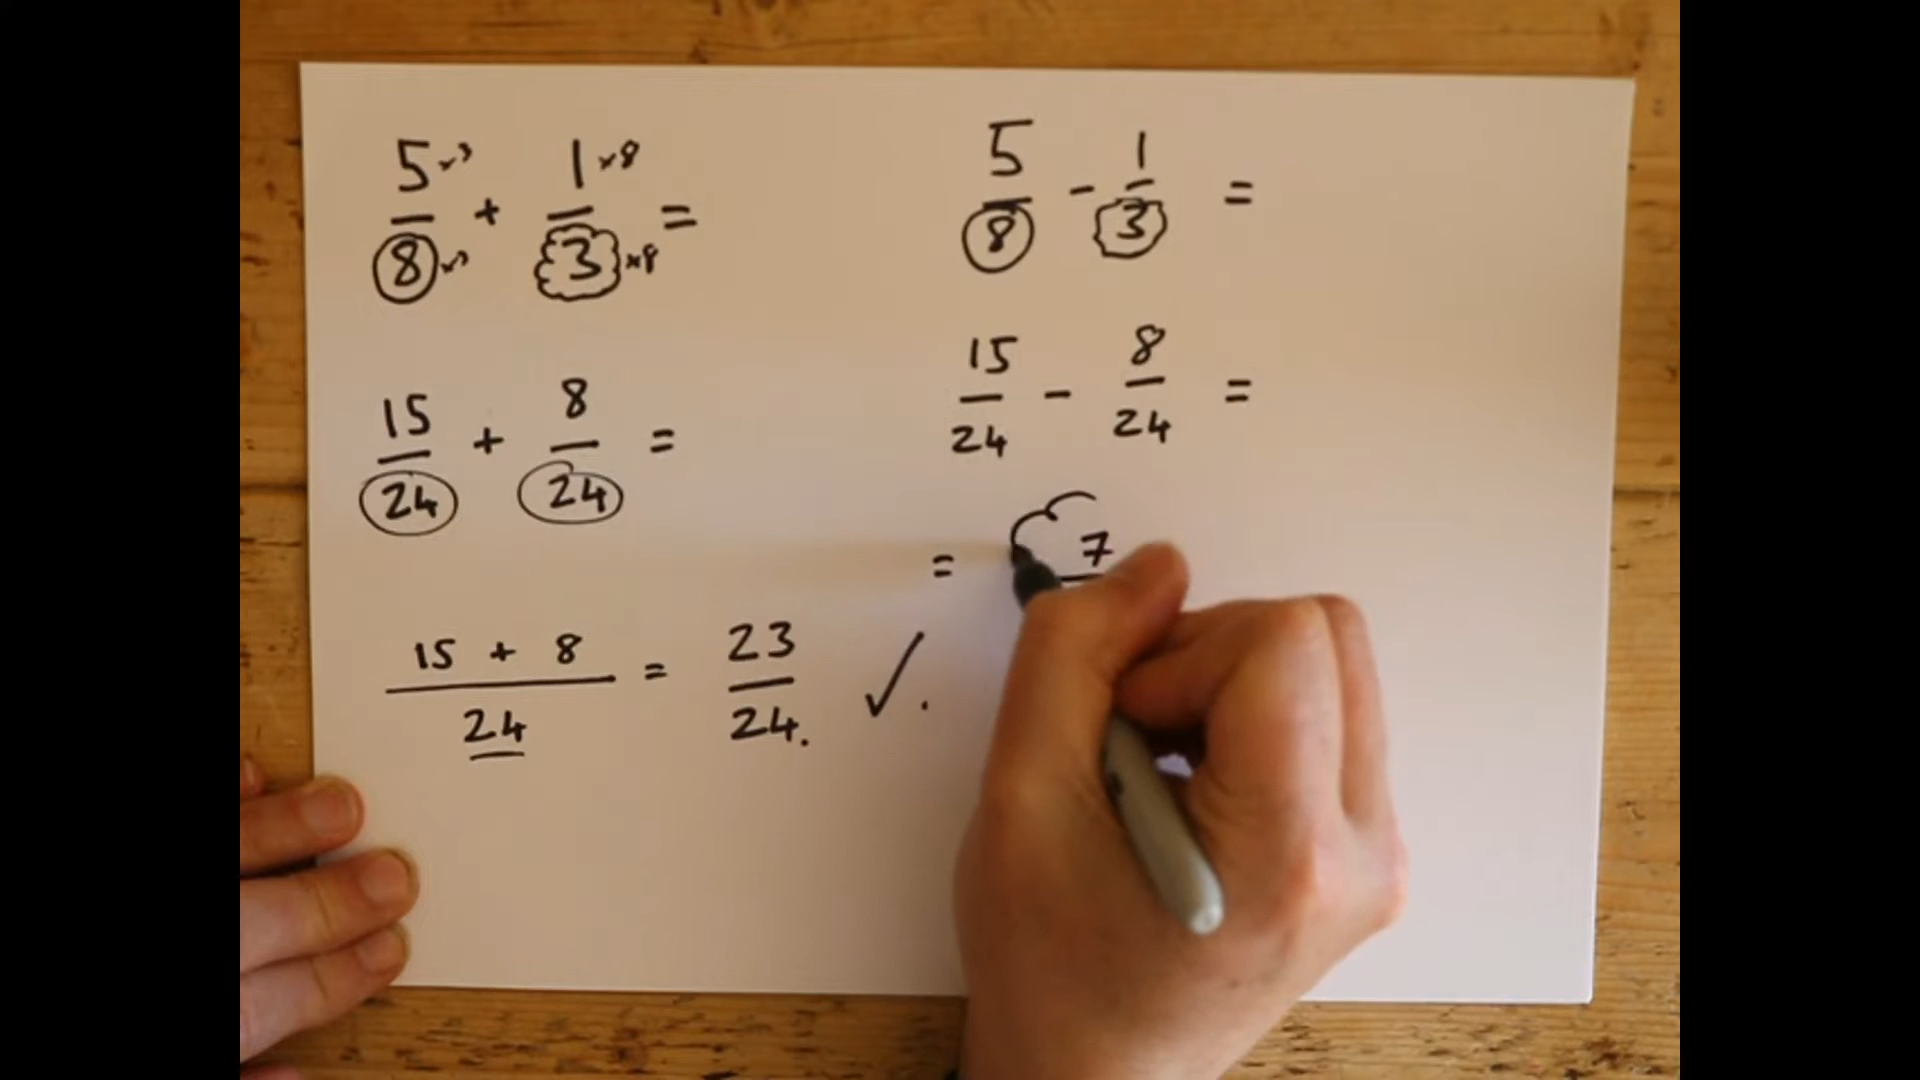 5×3/8×3 + 1×8/3×8 =
15/24 + 8/24 =
15 + 8/24 = 23/24. ✓.
5/8 - 1/3 =
15/24 - 8/24 =
= 7